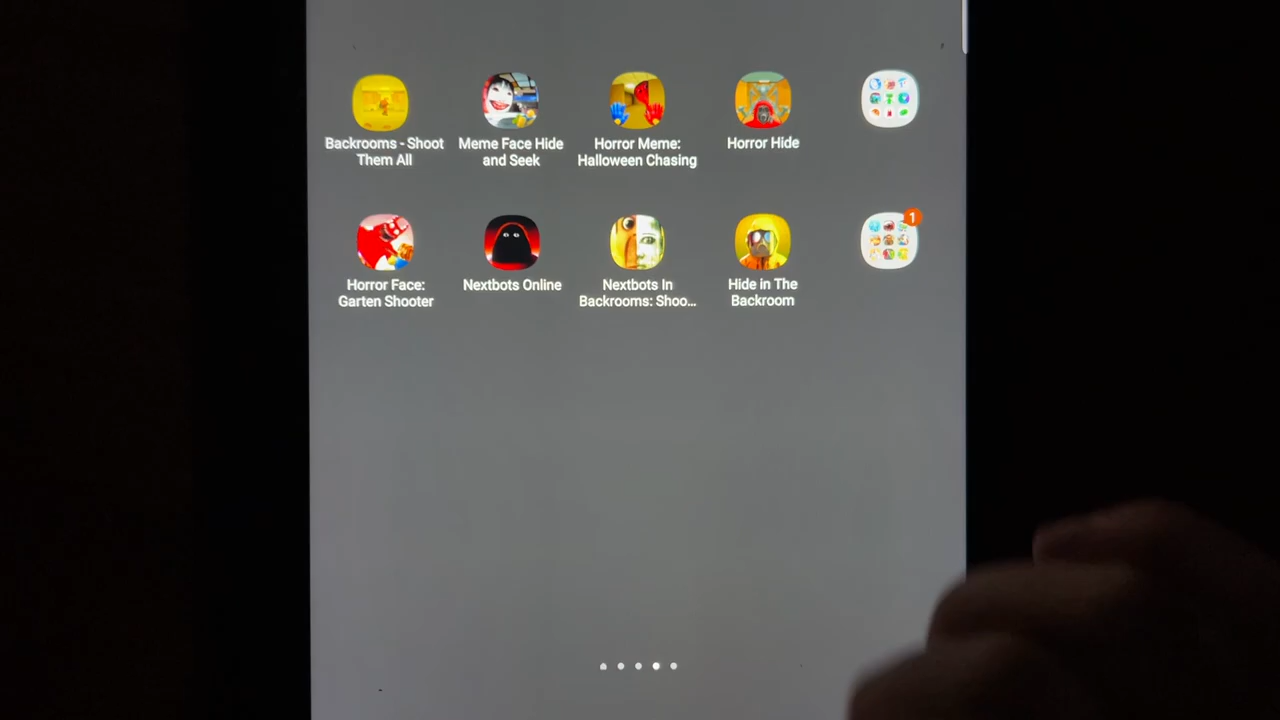 Backrooms - Shoot
Them All
Meme Face Hide
and Seek
Horror Meme:
Halloween Chasing
Horror Hide
1
Horror Face:
Garten Shooter
Nextbots Online
Nextbots In
Backrooms: Shoo...
Hide in The
Backroom